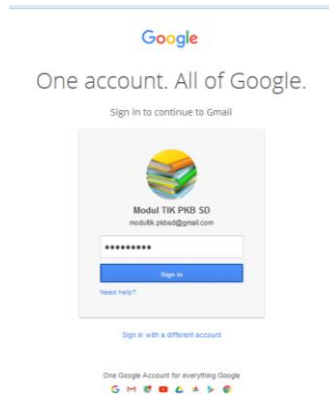 Google
One account. All of Google.
Sign in to continue to Gmail
Modul TIK PKB SD
modultik.pkbsd@gmail.com
•••••••••
Sign in
Need help?
Sign in with a different account
One Google Account for everything Google